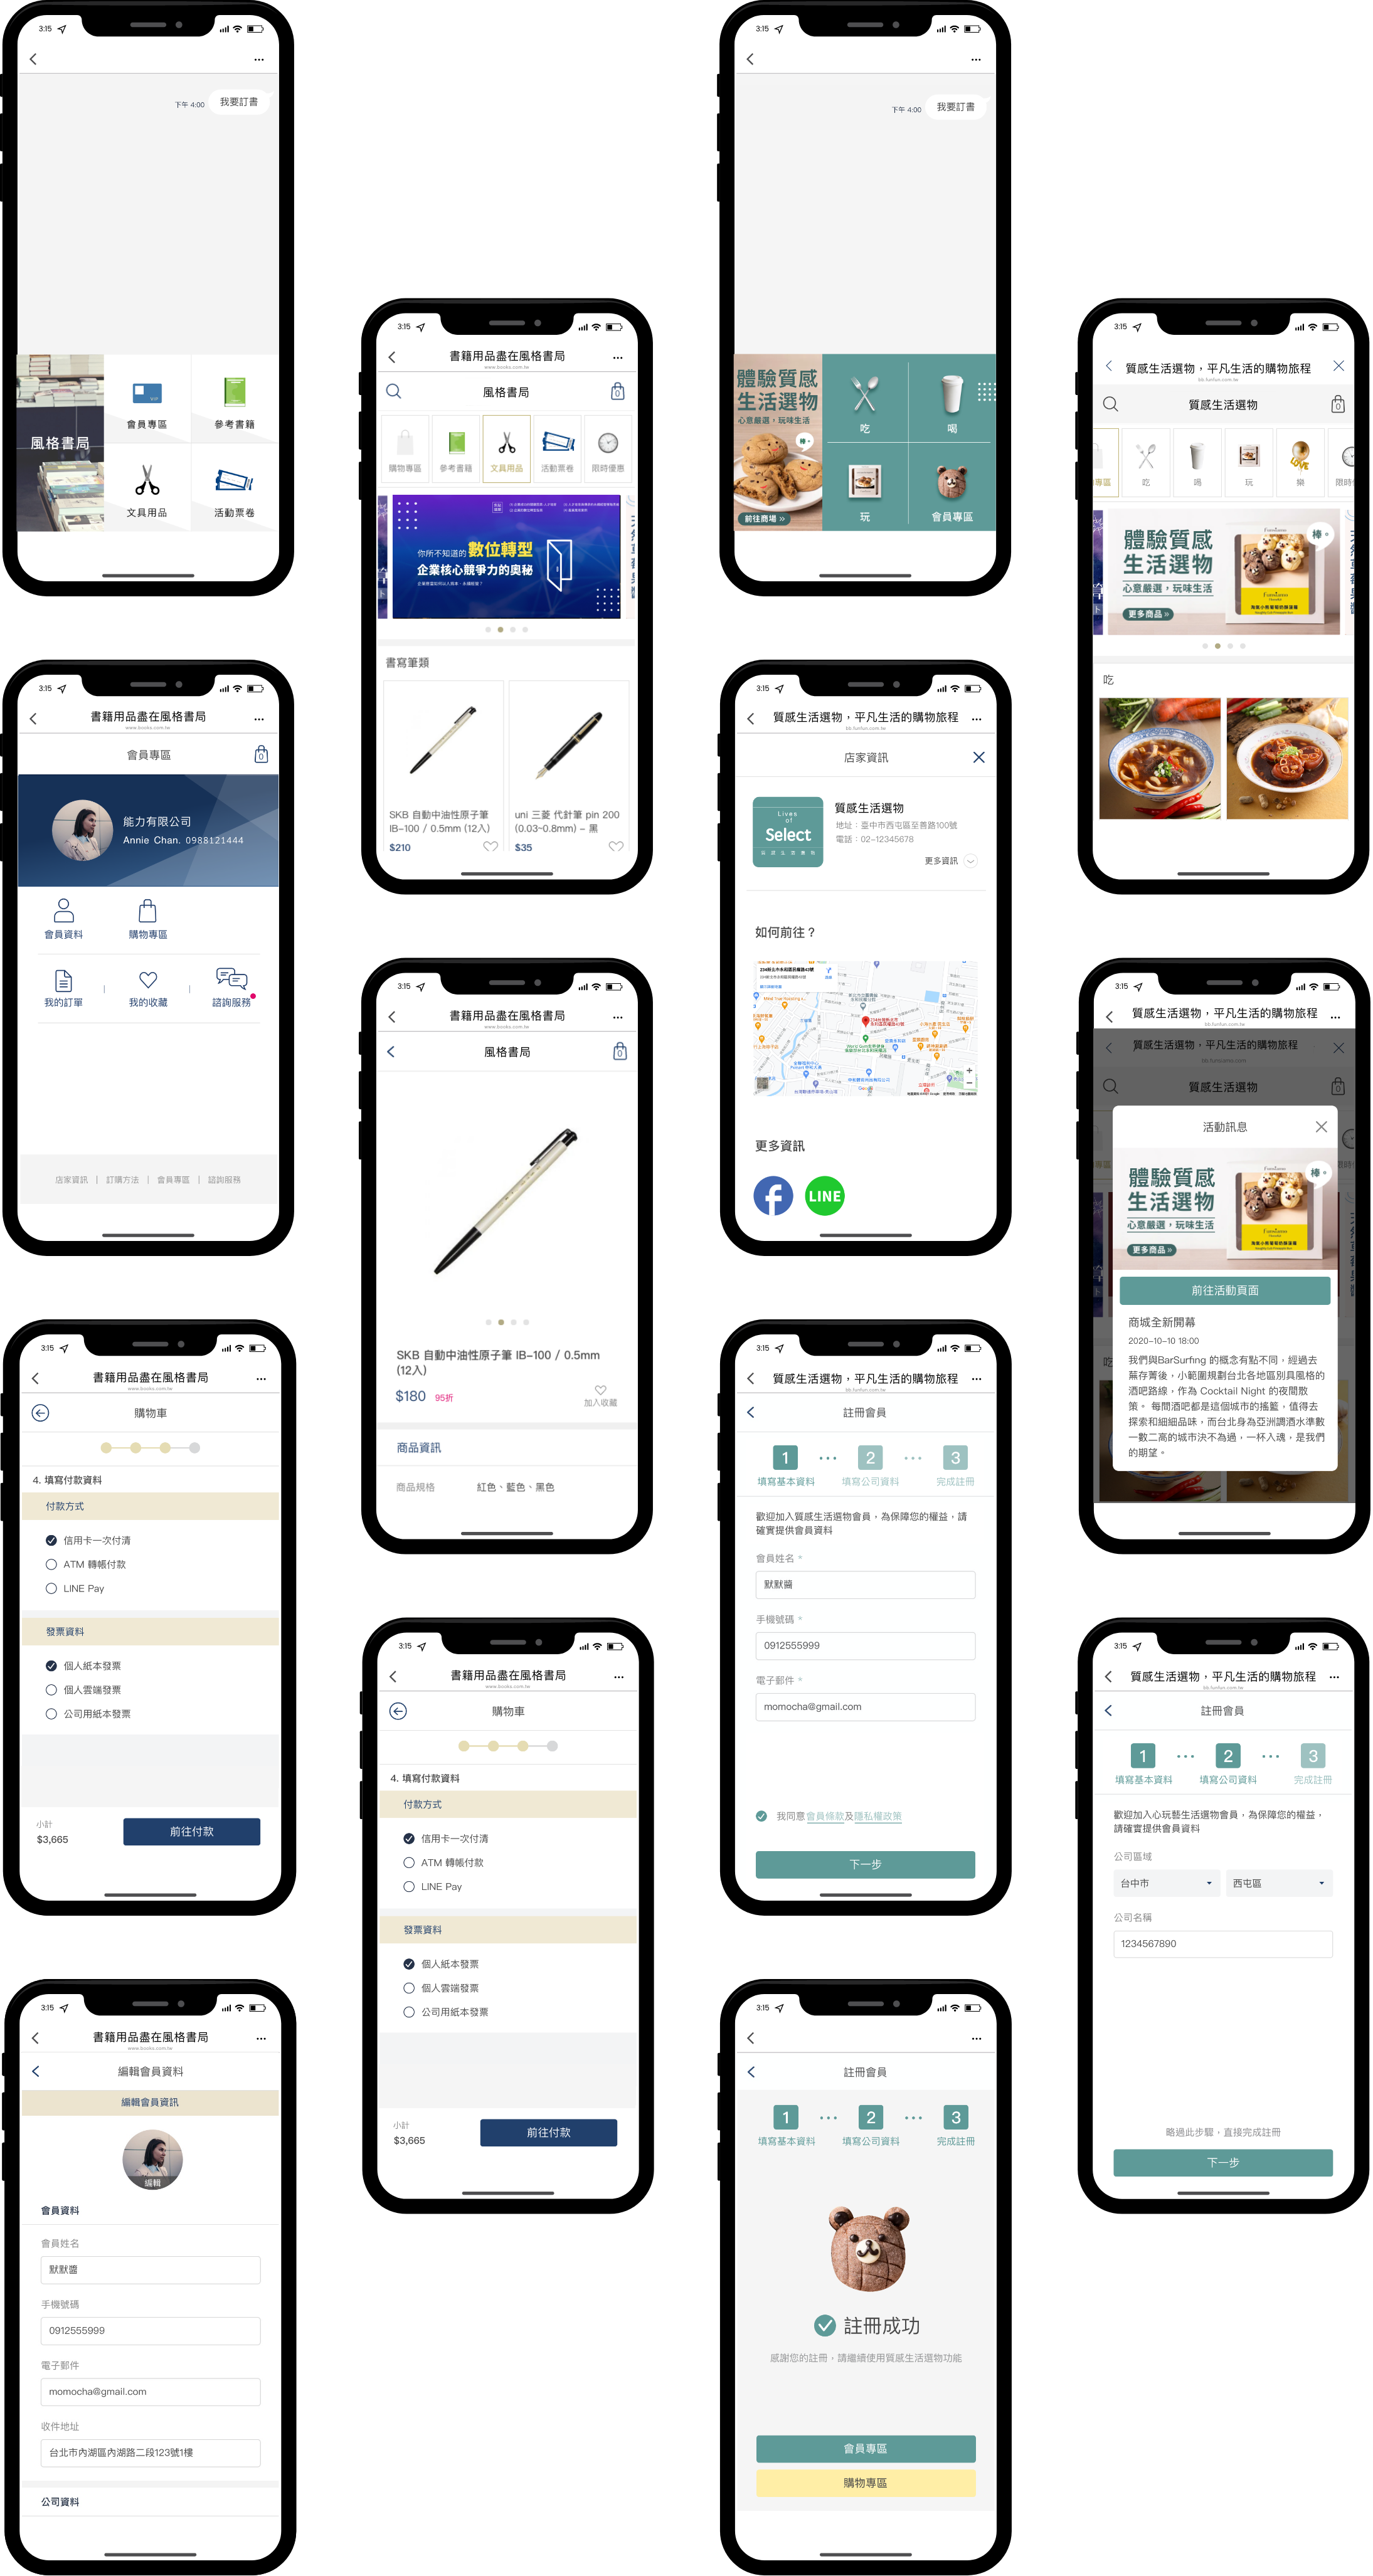 3:15
下午 4:00
我要訂書
風格書局
會員專區
參考書籍
文具用品
活動票卷
3:15
書籍用品盡在風格書局
www.books.com.tw
會員專區
0
能力有限公司
Annie Chan. 0988121444
會員資料
購物專區
我的訂單
我的收藏
諮詢服務
店家資訊 | 訂購方法 | 會員專區 | 諮詢服務
3:15
書籍用品盡在風格書局
www.books.com.tw
購物車
4. 填寫付款資料
付款方式
信用卡一次付清
ATM 轉帳付款
LINE Pay
發票資料
個人紙本發票
個人雲端發票
公司用紙本發票
小計
$3,665
前往付款
3:15
書籍用品盡在風格書局
www.books.com.tw
編輯會員資料
編輯會員資訊
編輯
會員資料
會員姓名
默默醬
手機號碼
0912555999
電子郵件
momocha@gmail.com
收件地址
台北市內湖區內湖路二段123號1樓
公司資料
3:15
書籍用品盡在風格書局
www.books.com.tw
風格書局
0
購物專區
參考書籍
文具用品
活動票卷
限時優惠
你所不知道的 數位轉型
企業核心競爭力的奧秘
書寫筆類
SKB 自動中油性原子筆
IB-100 / 0.5mm (12入)
$210
uni 三菱 代針筆 pin 200
(0.03~0.8mm) - 黑
$35
3:15
書籍用品盡在風格書局
www.books.com.tw
風格書局
0
SKB 自動中油性原子筆 IB-100 / 0.5mm
(12入)
$180 95折
加入收藏
商品資訊
商品規格
紅色、藍色、黑色
3:15
書籍用品盡在風格書局
www.books.com.tw
購物車
4. 填寫付款資料
付款方式
信用卡一次付清
ATM 轉帳付款
LINE Pay
發票資料
個人紙本發票
個人雲端發票
公司用紙本發票
小計
$3,665
前往付款
3:15
下午 4:00
我要訂書
體驗質感
生活選物
心意嚴選，玩味生活
棒。
前往商場 »
吃
喝
玩
會員專區
3:15
質感生活選物，平凡生活的購物旅程
bb.funfun.com.tw
店家資訊
Lives
of
Select
質感生活選物
地址：臺中市西屯區至善路100號
電話：02-12345678
更多資訊
如何前往？
更多資訊
LINE
3:15
質感生活選物，平凡生活的購物旅程
bb.funfun.com.tw
註冊會員
1
2
3
填寫基本資料
填寫公司資料
完成註冊
歡迎加入質感生活選物會員，為保障您的權益，請
確實提供會員資料
會員姓名 *
默默醬
手機號碼 *
0912555999
電子郵件 *
momocha@gmail.com
我同意會員條款及隱私權政策
下一步
3:15
註冊會員
1
2
3
填寫基本資料
填寫公司資料
完成註冊
註冊成功
感謝您的註冊，請繼續使用質感生活選物功能
會員專區
購物專區
3:15
質感生活選物，平凡生活的購物旅程
bb.funfun.com.tw
質感生活選物
0
吃
喝
玩
樂
體驗質感
生活選物
心意嚴選，玩味生活
更多商品 »
棒。
吃
3:15
質感生活選物，平凡生活的購物旅程
bb.funfun.com.tw
質感生活選物，平凡生活的購物旅程
質感生活選物
0
活動訊息
體驗質感
生活選物
心意嚴選，玩味生活
更多商品 »
棒。
前往活動頁面
商城全新開幕
2020-10-10 18:00
我們與BarSurfing 的概念有點不同，經過去
蕪存菁後，小範圍規劃台北各地區別具風格的
酒吧路線，作為 Cocktail Night 的夜間散
策。 每間酒吧都是這個城市的搖籃，值得去
探索和細細品味，而台北身為亞洲調酒水準數
一數二高的城市決不為過，一杯入魂，是我們
的期望。
3:15
質感生活選物，平凡生活的購物旅程
bb.funfun.com.tw
註冊會員
1
2
3
填寫基本資料
填寫公司資料
完成註冊
歡迎加入心玩藝生活選物會員，為保障您的權益，
請確實提供會員資料
公司區域
台中市
西屯區
公司名稱
1234567890
略過此步驟，直接完成註冊
下一步